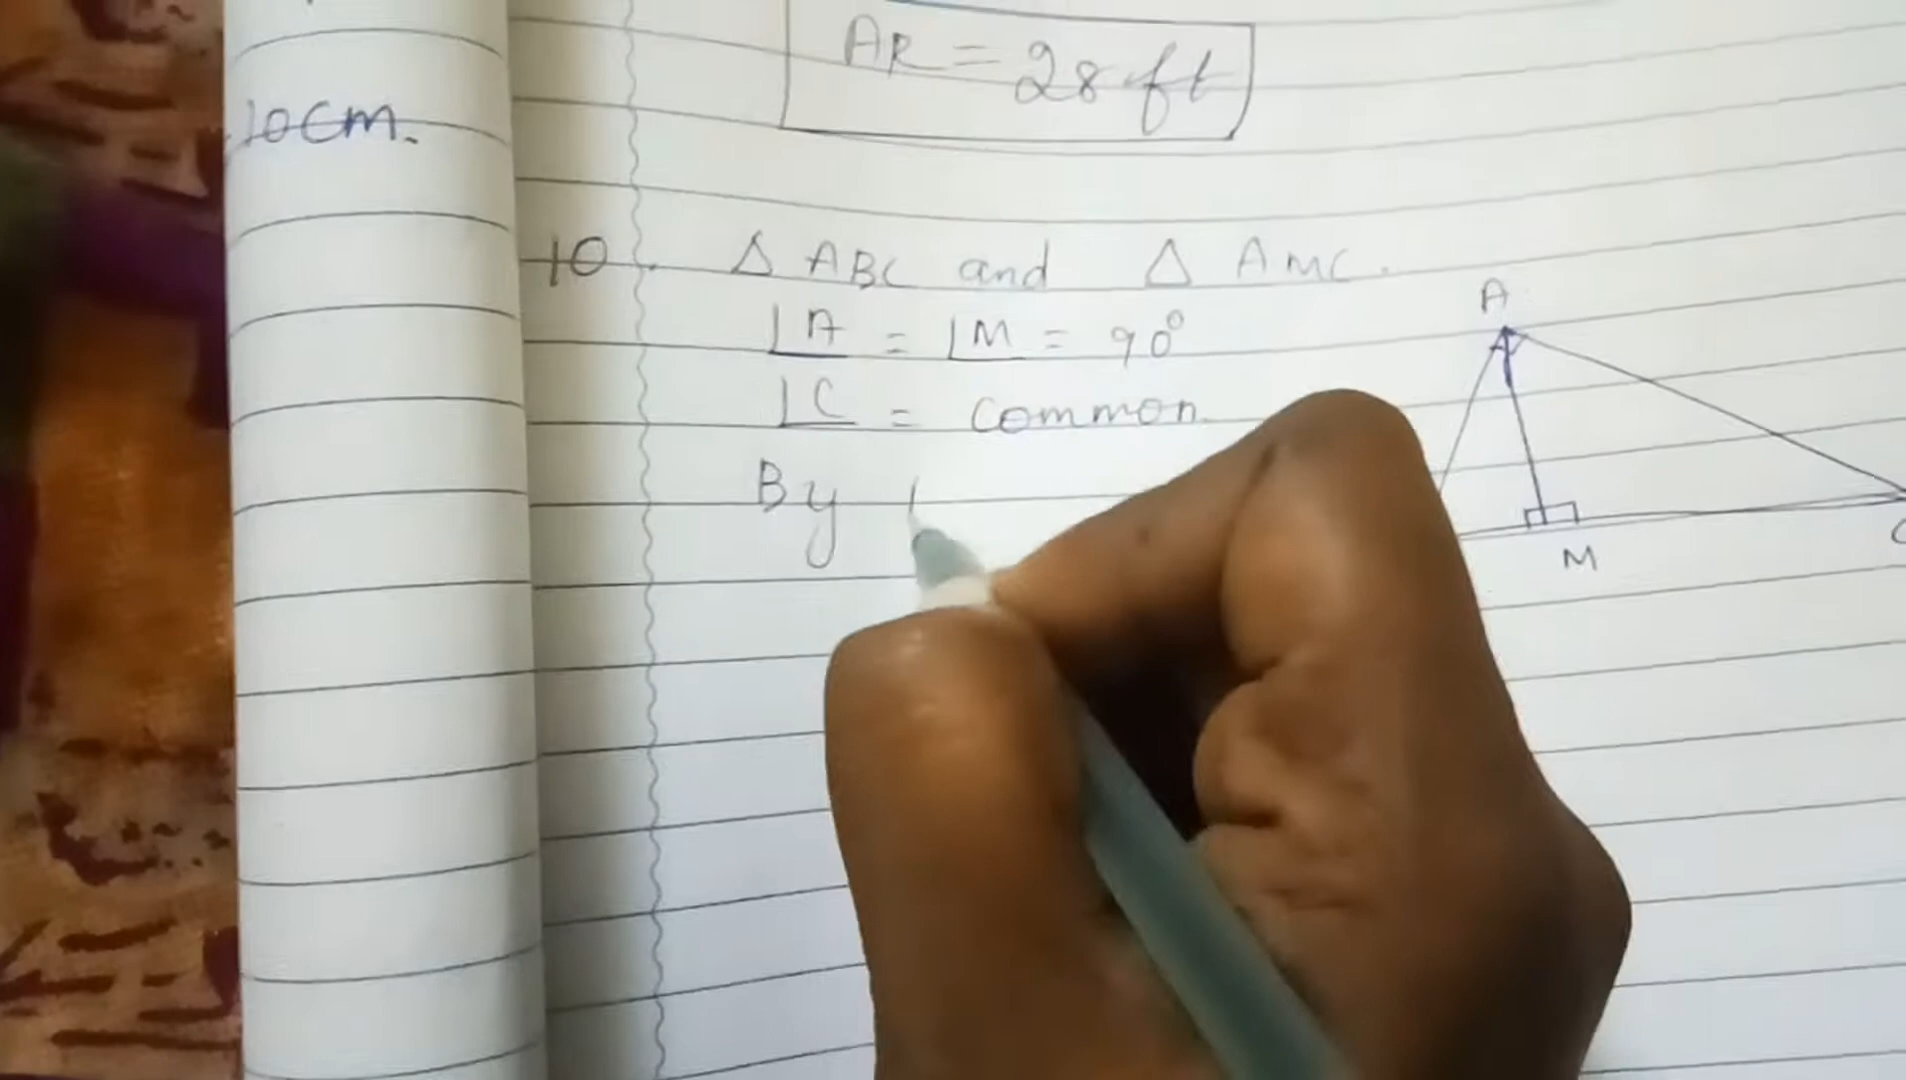 10cm.
AR = 28 ft
10. △ ABC and △ AMC.
∠A = ∠M = 90°
∠C = Common.
By
A
M
C